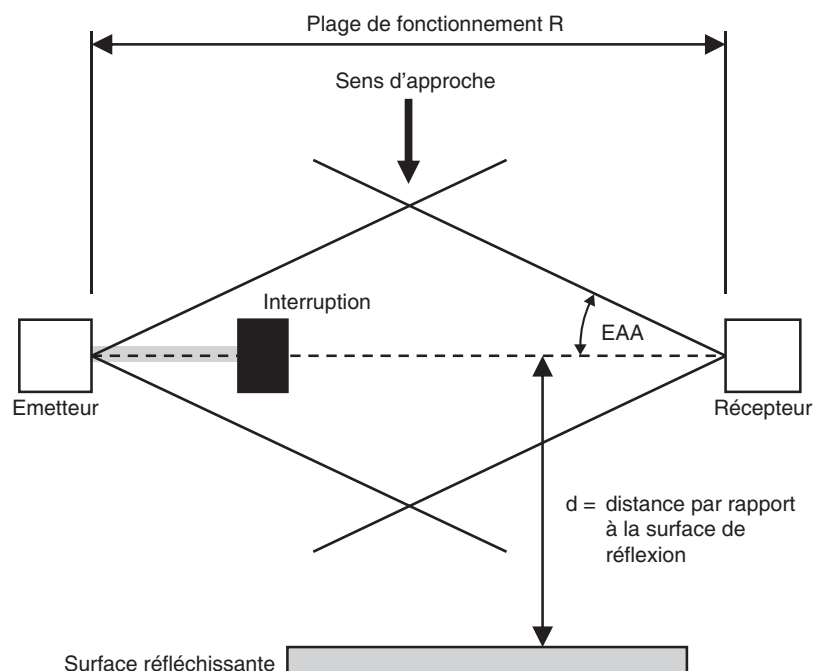 Plage de fonctionnement R
Sens d'approche
Interruption
EAA
Emetteur
Récepteur
d = distance par rapport
à la surface de
réflexion
Surface réfléchissante